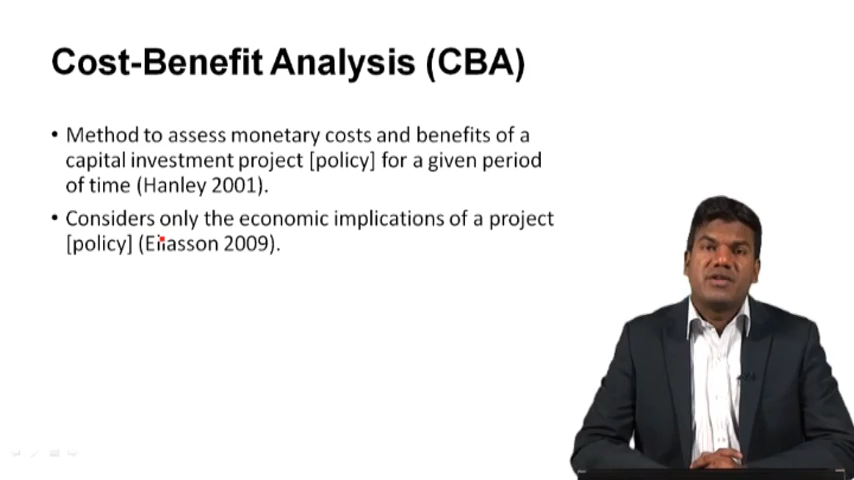 Cost-Benefit Analysis (CBA)
• Method to assess monetary costs and benefits of a
capital investment project [policy] for a given period
of time (Hanley 2001).
• Considers only the economic implications of a project
[policy] (Eliasson 2009).